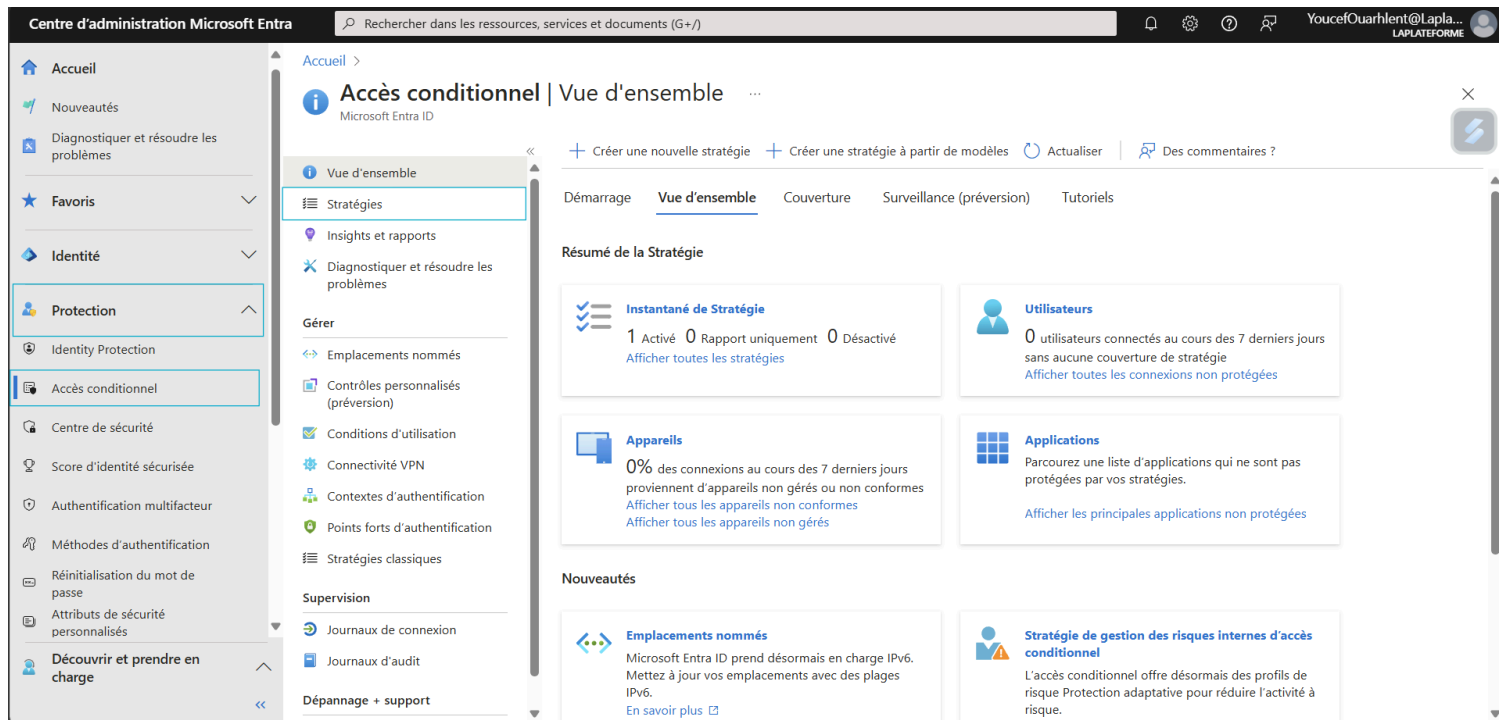 Centre d'administration Microsoft Entra
Rechercher dans les ressources, services et documents (G+/)
YoucefOuarhlent@Lapla...
LAPLATEFORME
Accueil
Nouveautés
Diagnostiquer et résoudre les
problèmes
Favoris
Identité
Protection
Identity Protection
Accès conditionnel
Centre de sécurité
Score d'identité sécurisée
Authentification multifacteur
Méthodes d'authentification
Réinitialisation du mot de
passe
Attributs de sécurité
personnalisés
Découvrir et prendre en
charge
«
Accueil >
Accès conditionnel | Vue d'ensemble ...
Microsoft Entra ID
«
Vue d'ensemble
Stratégies
Insights et rapports
Diagnostiquer et résoudre les
problèmes
Gérer
Emplacements nommés
Contrôles personnalisés
(préversion)
Conditions d'utilisation
Connectivité VPN
Contextes d'authentification
Points forts d'authentification
Stratégies classiques
Supervision
Journaux de connexion
Journaux d'audit
Dépannage + support
Créer une nouvelle stratégie
Créer une stratégie à partir de modèles
Actualiser
Des commentaires ?
Démarrage
Vue d'ensemble
Couverture
Surveillance (préversion)
Tutoriels
Résumé de la Stratégie
Instantané de Stratégie
1 Activé 0 Rapport uniquement 0 Désactivé
Afficher toutes les stratégies
Utilisateurs
0 utilisateurs connectés au cours des 7 derniers jours
sans aucune couverture de stratégie
Afficher toutes les connexions non protégées
Appareils
0% des connexions au cours des 7 derniers jours
proviennent d'appareils non gérés ou non conformes
Afficher tous les appareils non conformes
Afficher tous les appareils non gérés
Applications
Parcourez une liste d'applications qui ne sont pas
protégées par vos stratégies.
Afficher les principales applications non protégées
Nouveautés
Emplacements nommés
Microsoft Entra ID prend désormais en charge IPv6.
Mettez à jour vos emplacements avec des plages
IPv6.
En savoir plus
Stratégie de gestion des risques internes d'accès
conditionnel
L'accès conditionnel offre désormais des profils de
risque Protection adaptative pour réduire l'activité à
risque.